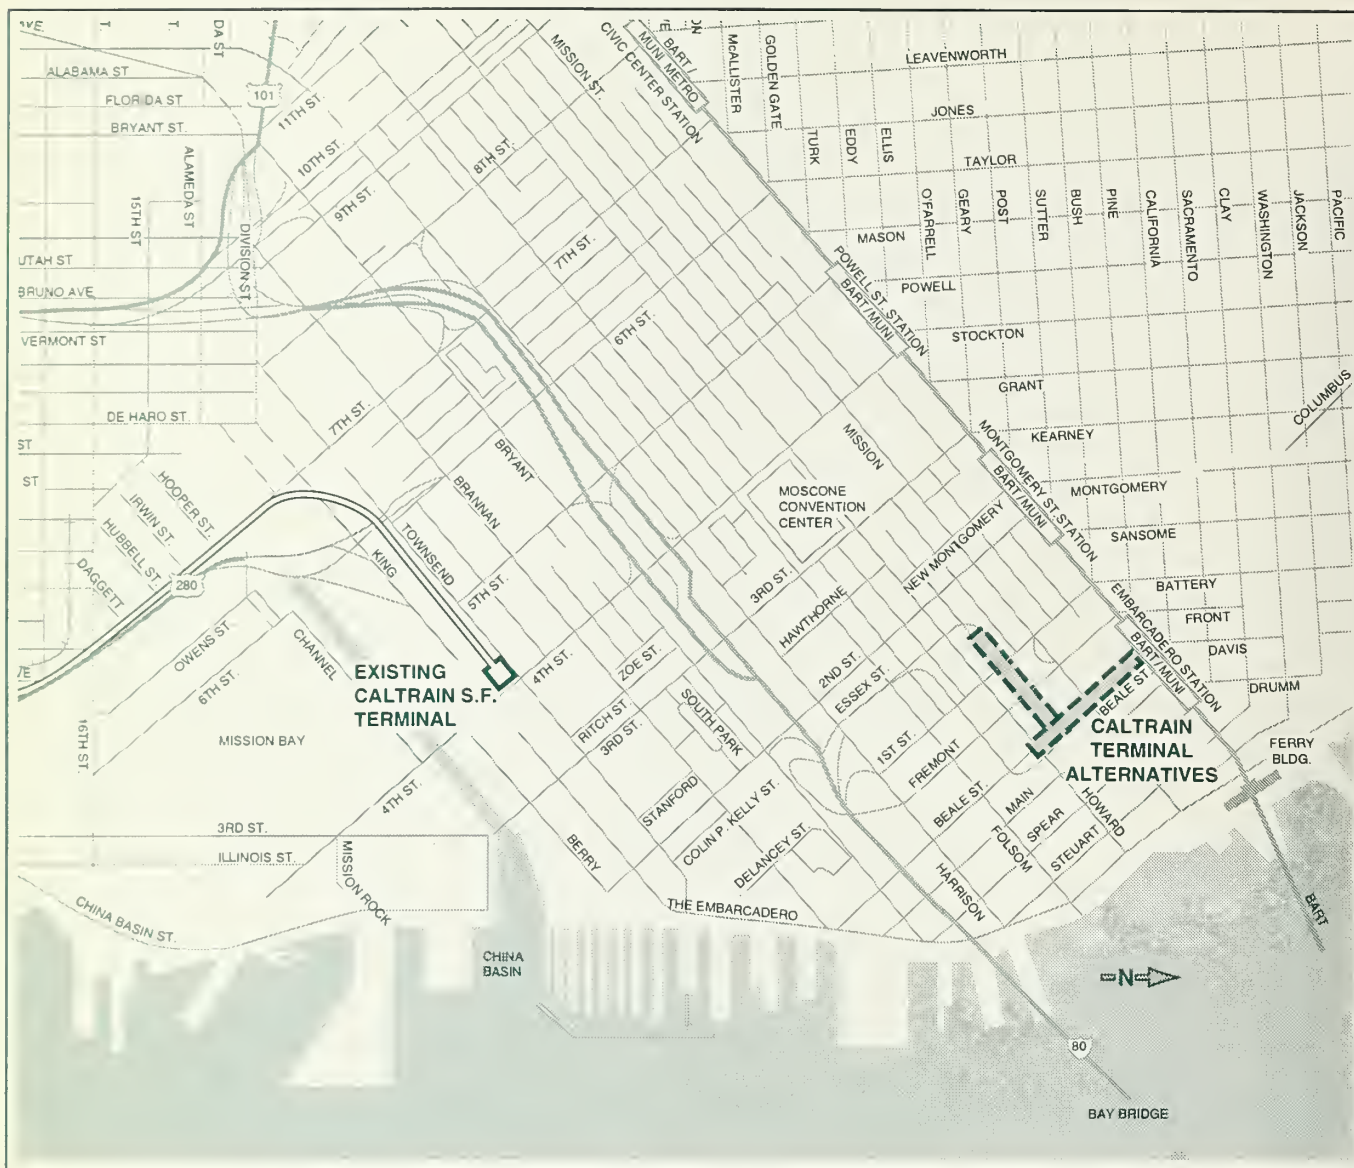 AVE.
T
T
DA ST
ALABAMA ST
FLORIDA ST
BRYANT ST.
101
11TH ST.
10TH ST.
9TH ST.
8TH ST.
7TH ST.
6TH ST.
MISSION ST.
CIVIC CENTER STATION
BART /
MUNI METRO
McALLISTER
GOLDEN GATE
TURK
EDDY
ELLIS
LEAVENWORTH
JONES
TAYLOR
O'FARRELL
GEARY
POST
SUTTER
BUSH
PINE
CALIFORNIA
SACRAMENTO
CLAY
WASHINGTON
JACKSON
PACIFIC
MASON
POWELL
STOCKTON
GRANT
COLUMBUS
KEARNEY
MONTGOMERY
SANSOME
BATTERY
FRONT
DAVIS
DRUMM
POWELL ST. STATION
BART/MUNI
MONTGOMERY ST. STATION
BART/MUNI
EMBARCADERO STATION
BART/MUNI
ALAMEDA ST
15TH ST
DIVISION ST.
UTAH ST
BRUNO AVE
VERMONT ST
DE HARO ST.
ST
ST
7TH ST.
BRYANT
BRANNAN
TOWNSEND
KING
HOOPER ST.
IRWIN ST.
HUBBELL ST.
DAGGETT
280
OWENS ST.
6TH ST.
CHANNEL
16TH ST.
5TH ST.
4TH ST.
ZOE ST.
RITCH ST
3RD ST.
SOUTH PARK
STANFORD
COLIN P. KELLY ST.
DELANCEY ST.
BERRY
MISSION
MOSCONE
CONVENTION
CENTER
3RD ST.
HAWTHORNE
NEW MONTGOMERY
2ND ST.
ESSEX ST.
1ST ST.
FREMONT
BEALE ST.
BEALE ST
MAIN
SPEAR
HOWARD
FOLSOM
STEUART
HARRISON
EXISTING
CALTRAIN S.F.
TERMINAL
CALTRAIN
TERMINAL
ALTERNATIVES
FERRY
BLDG.
MISSION BAY
4TH ST.
3RD ST.
ILLINOIS ST.
MISSION ROCK
CHINA BASIN ST.
THE EMBARCADERO
CHINA
BASIN
BART
N
80
BAY BRIDGE